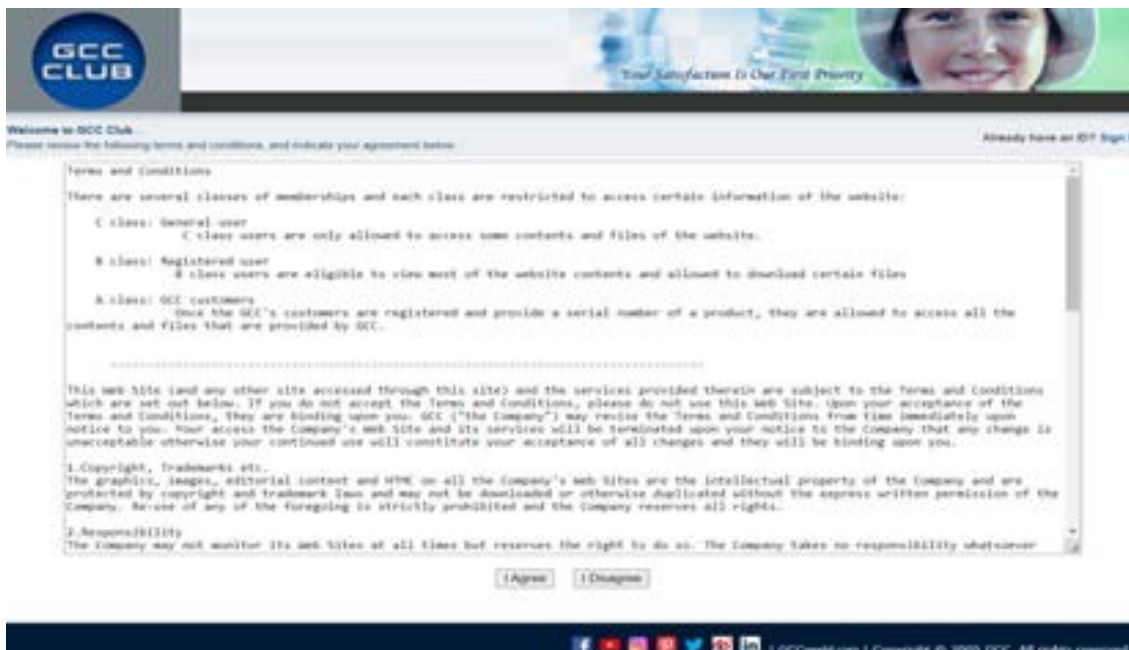 GCC
CLUB
Your Satisfaction Is Our First Priority
Welcome to GCC Club
Please review the following terms and conditions, and indicate your agreement below
Already have an ID? Sign
Terms and Conditions
There are several classes of memberships and each class are restricted to access certain information of the website:
C class: General user
C class users are only allowed to access some contents and files of the website.
B class: Registered user
B class users are eligible to view most of the website contents and allowed to download certain files
A class: GCC customers
Once the GCC's customers are registered and provide a serial number of a product, they are allowed to access all the
contents and files that are provided by GCC.
This Web Site (and any other site accessed through this site) and the services provided therein are subject to the Terms and Conditions
which are set out below. If you do not accept the Terms and Conditions, please do not use this Web Site. Upon your acceptance of the
Terms and Conditions, they are binding upon you. GCC ("the Company") may revise the Terms and Conditions from time immediately upon
notice to you. Your access the Company's Web Site and its services will be terminated upon your notice to the Company that any change is
unacceptable otherwise your continued use will constitute your acceptance of all changes and they will be binding upon you.
1.Copyright, Trademarks etc.
The graphics, images, editorial content and HTML on all the Company's Web Sites are the intellectual property of the Company and are
protected by copyright and trademark laws and may not be downloaded or otherwise duplicated without the express written permission of the
Company. Re-use of any of the foregoing is strictly prohibited and the Company reserves all rights.
2.Responsibility
The Company may not monitor its Web Sites at all times but reserves the right to do so. The Company takes no responsibility whatsoever
I Agree
I Disagree
Copyright © GCC. All rights reserved